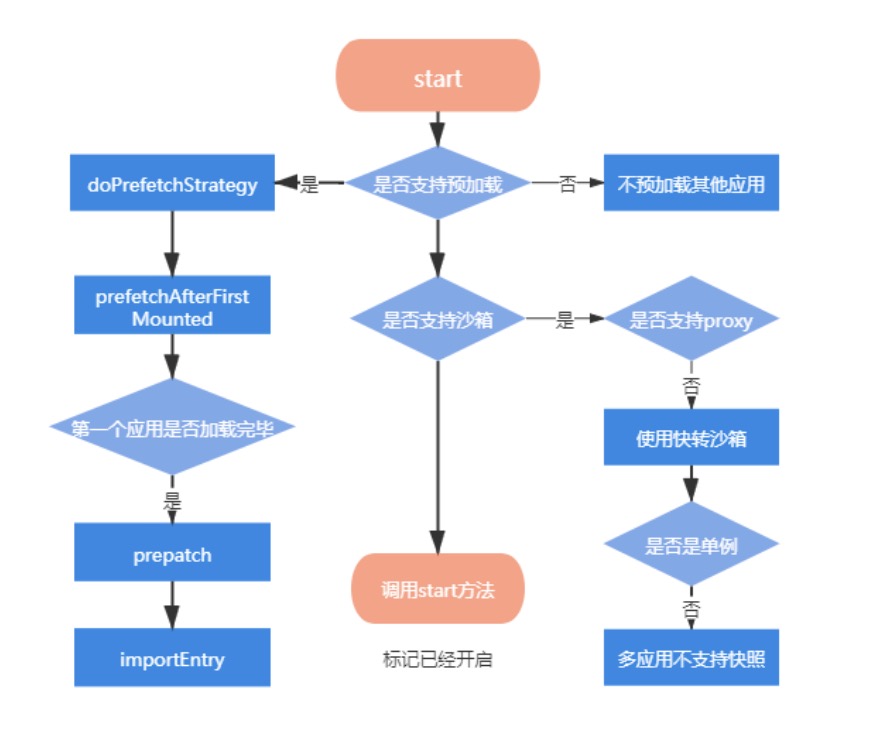 start
doPrefetchStrategy
是
是否支持预加载
否
不预加载其他应用
prefetchAfterFirst
Mounted
是否支持沙箱
是
是否支持proxy
否
第一个应用是否加载完毕
使用快转沙箱
是
prepatch
是否是单例
调用start方法
否
importEntry
标记已经开启
多应用不支持快照